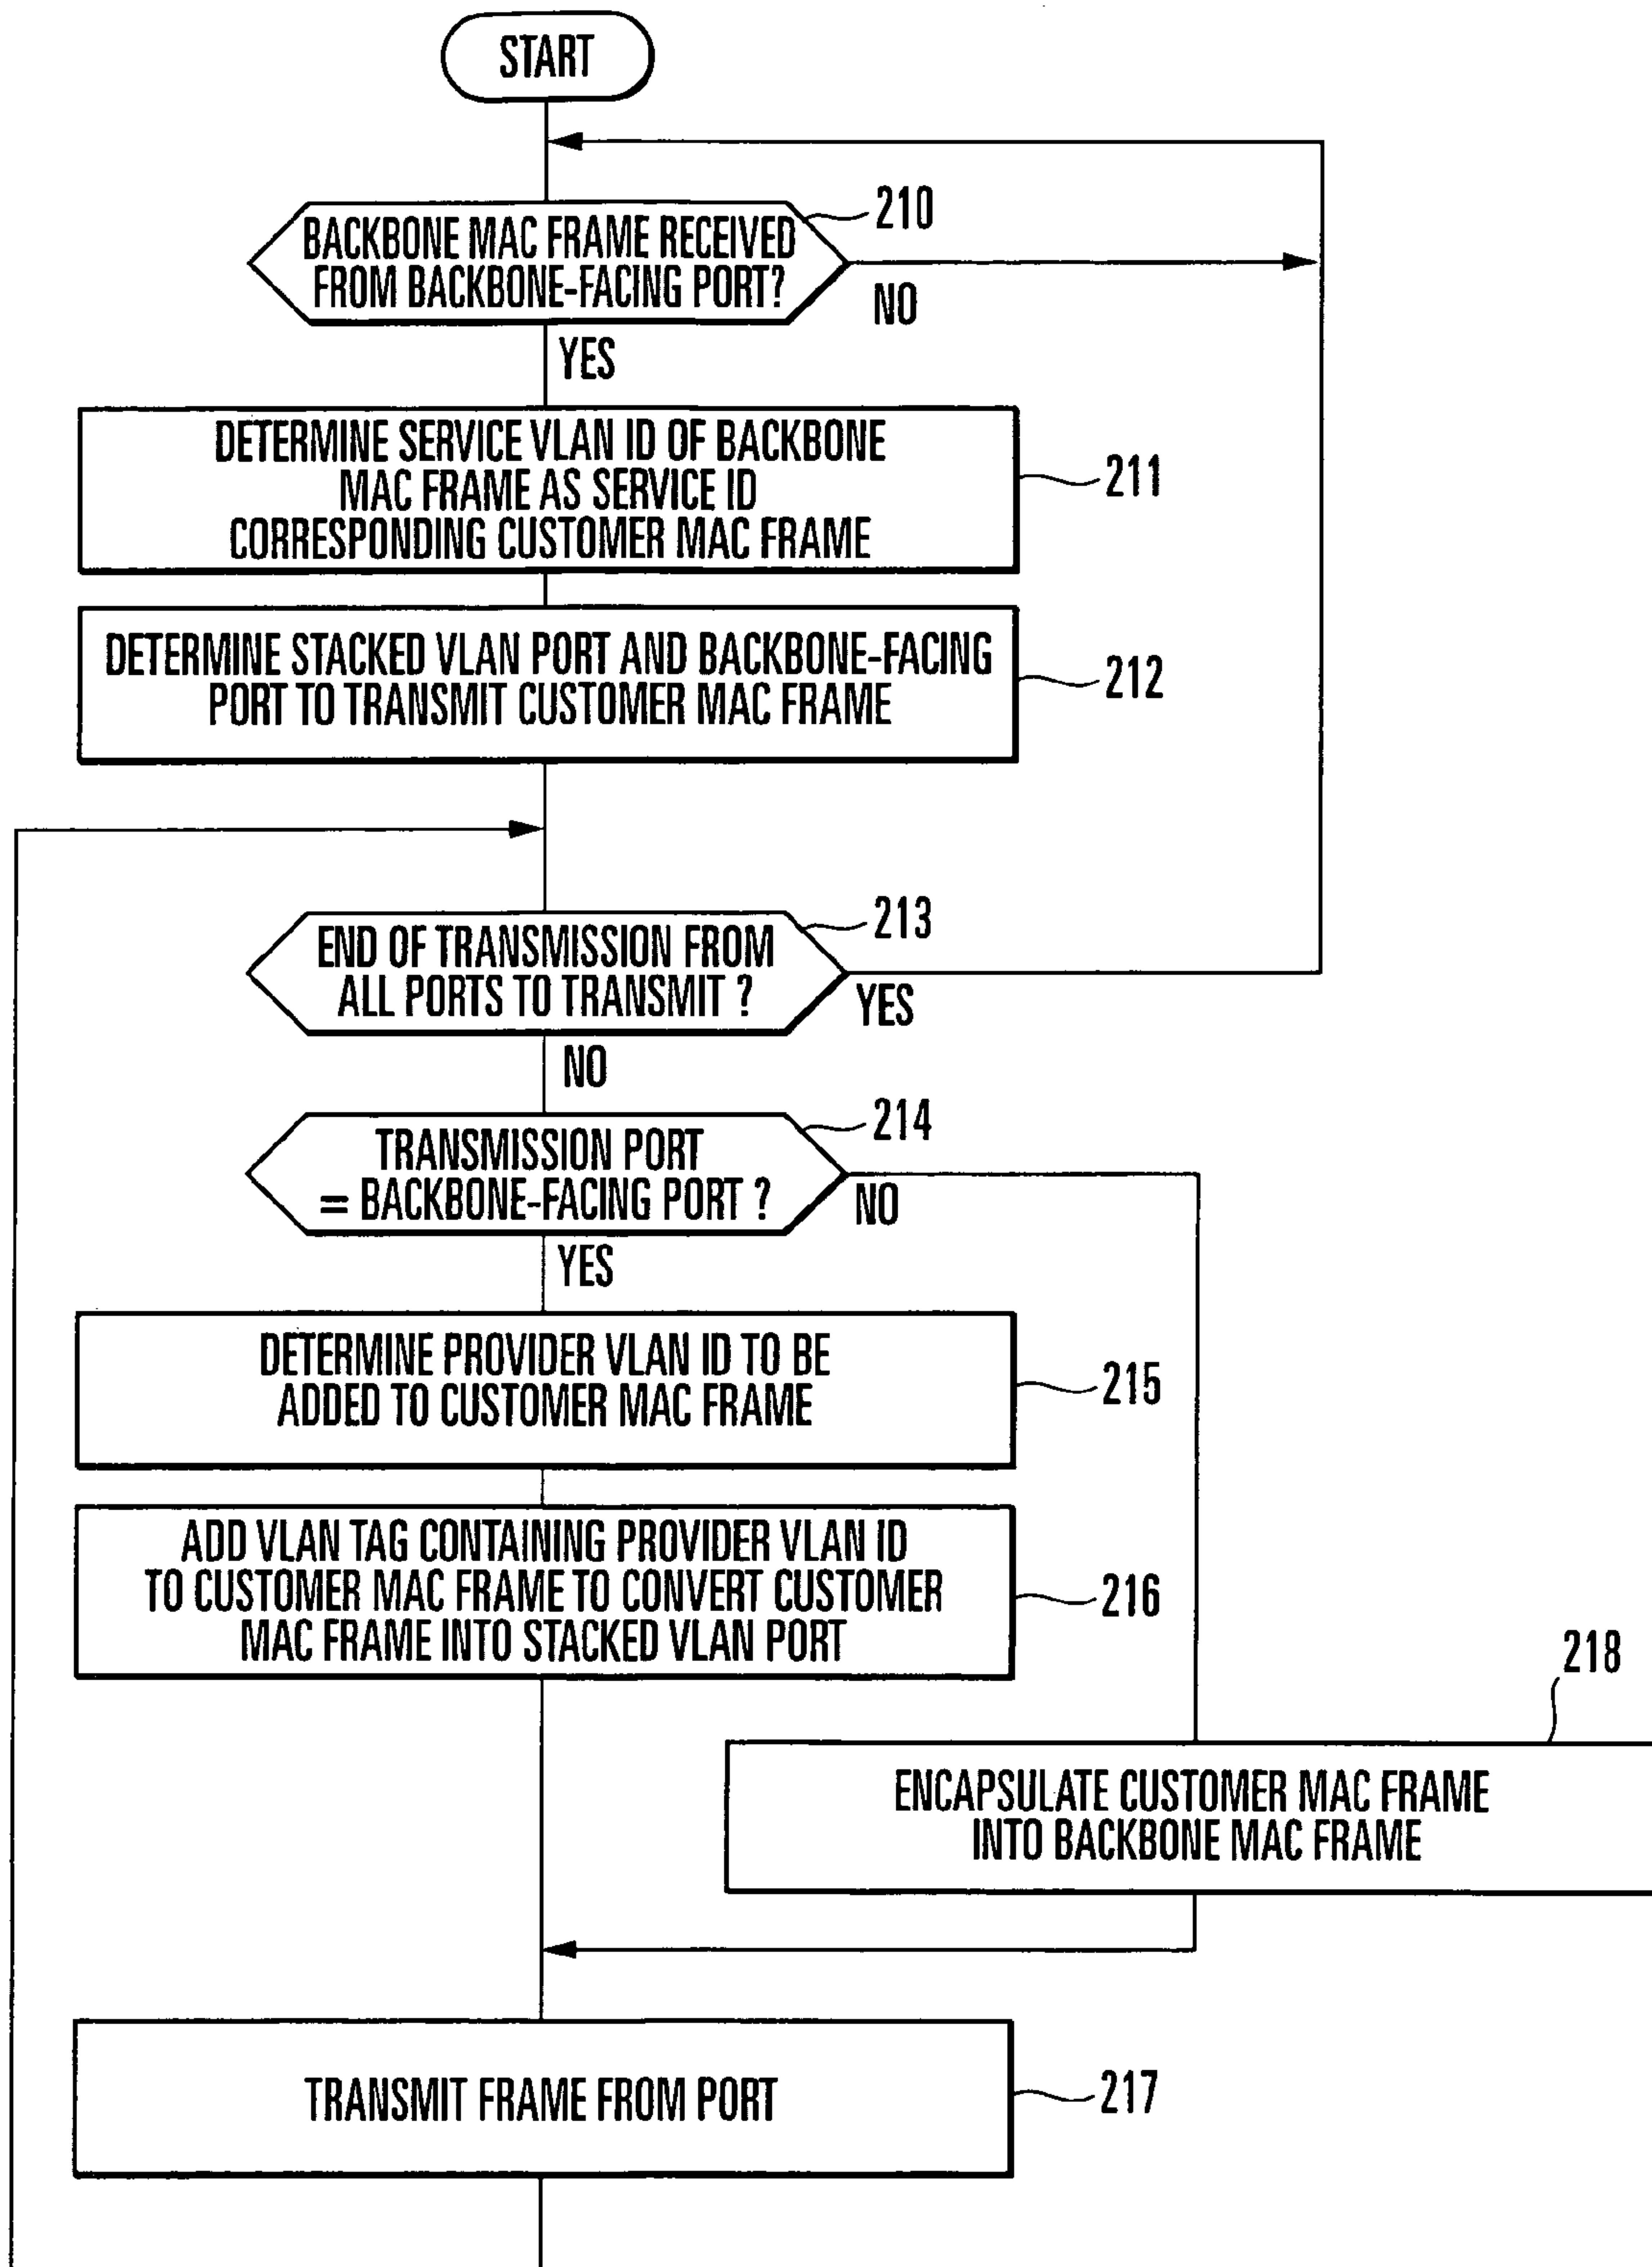 START
210
BACKBONE MAC FRAME RECEIVED
FROM BACKBONE-FACING PORT?
NO
YES
DETERMINE SERVICE VLAN ID OF BACKBONE
MAC FRAME AS SERVICE ID
CORRESPONDING CUSTOMER MAC FRAME
211
DETERMINE STACKED VLAN PORT AND BACKBONE-FACING
PORT TO TRANSMIT CUSTOMER MAC FRAME
212
213
END OF TRANSMISSION FROM
ALL PORTS TO TRANSMIT ?
YES
NO
214
TRANSMISSION PORT
= BACKBONE-FACING PORT ?
NO
YES
DETERMINE PROVIDER VLAN ID TO BE
ADDED TO CUSTOMER MAC FRAME
215
ADD VLAN TAG CONTAINING PROVIDER VLAN ID
TO CUSTOMER MAC FRAME TO CONVERT CUSTOMER
MAC FRAME INTO STACKED VLAN PORT
216
218
ENCAPSULATE CUSTOMER MAC FRAME
INTO BACKBONE MAC FRAME
TRANSMIT FRAME FROM PORT
217